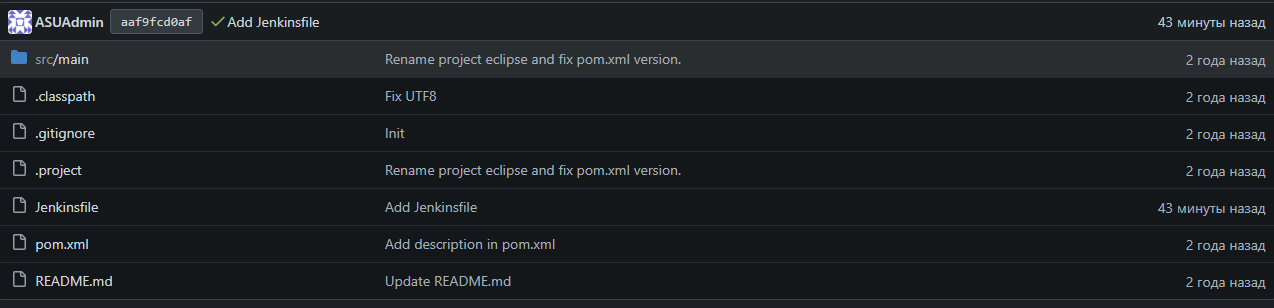 ASUAdmin aaf9fcd0af Add Jenkinsfile 43 минуты назад
src/main Rename project eclipse and fix pom.xml version. 2 года назад
.classpath Fix UTF8 2 года назад
.gitignore Init 2 года назад
.project Rename project eclipse and fix pom.xml version. 2 года назад
Jenkinsfile Add Jenkinsfile 43 минуты назад
pom.xml Add description in pom.xml 2 года назад
README.md Update README.md 2 года назад